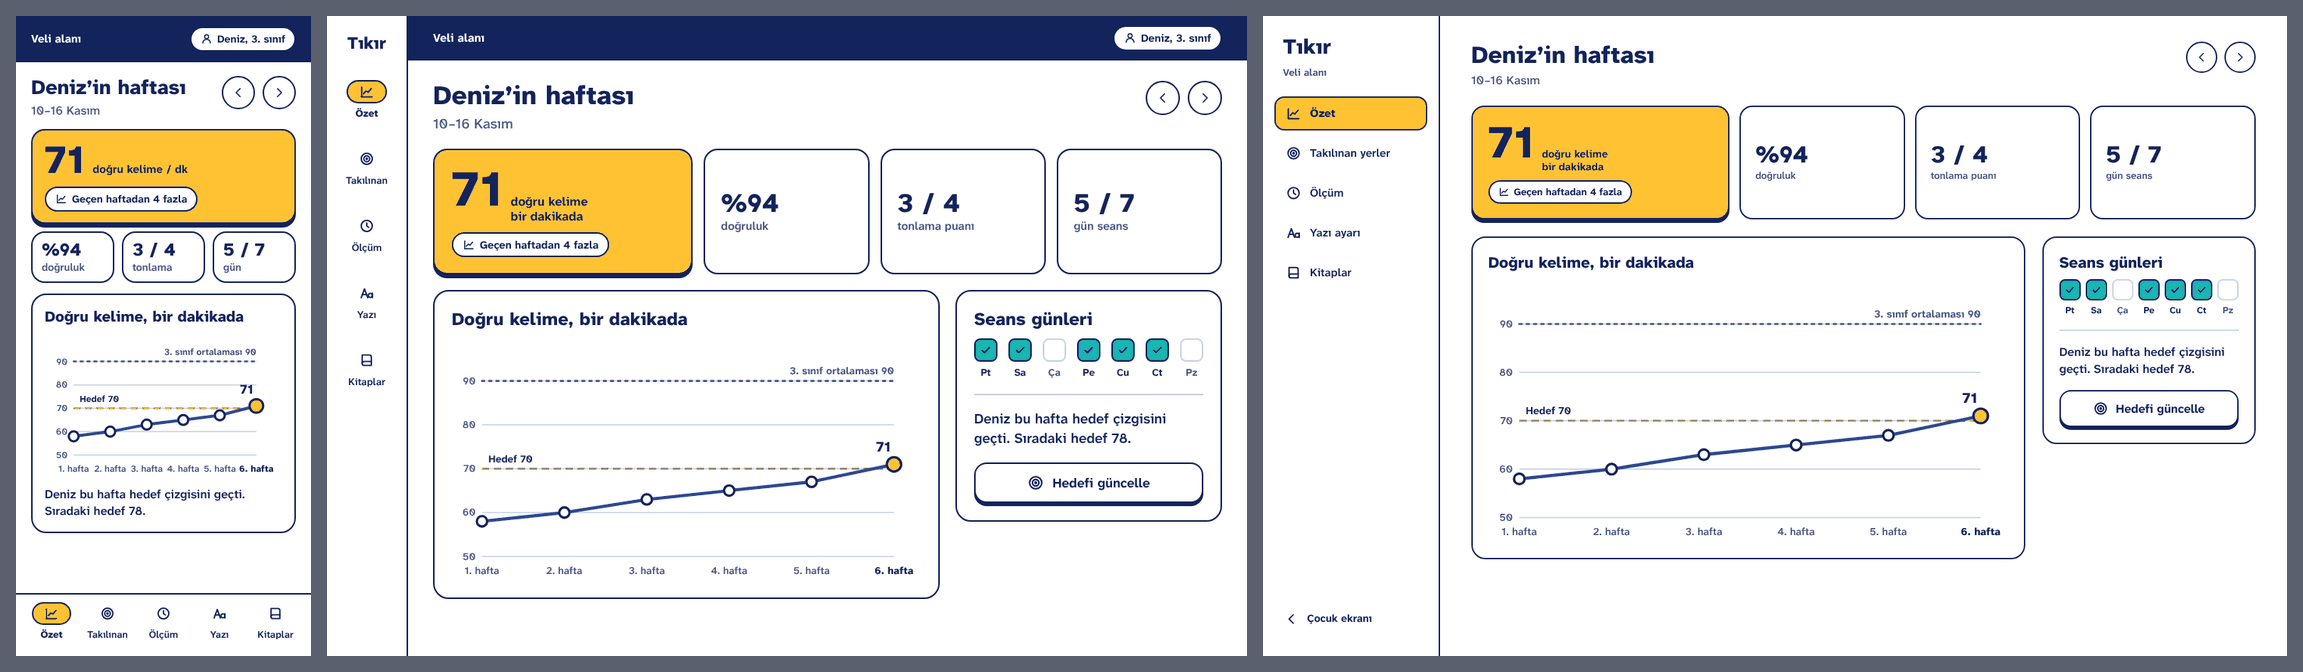 Veli alanı
Deniz, 3. sınıf
Deniz’in haftası
10–16 Kasım
71 doğru kelime / dk
Geçen haftadan 4 fazla
%94
doğruluk
3 / 4
tonlama
5 / 7
gün
Doğru kelime, bir dakikada
3. sınıf ortalaması 90
90
80
71
Hedef 70
70
60
50
1. hafta 2. hafta 3. hafta 4. hafta 5. hafta 6. hafta
Deniz bu hafta hedef çizgisini geçti.
Sıradaki hedef 78.
Özet Takılınan Ölçüm Yazı Kitaplar
Tıkır
Özet
Takılınan
Ölçüm
Yazı
Kitaplar
Veli alanı
Deniz, 3. sınıf
Deniz’in haftası
10–16 Kasım
71 doğru kelime
bir dakikada
Geçen haftadan 4 fazla
%94
doğruluk
3 / 4
tonlama puanı
5 / 7
gün seans
Doğru kelime, bir dakikada
3. sınıf ortalaması 90
90
80
71
Hedef 70
70
60
50
1. hafta 2. hafta 3. hafta 4. hafta 5. hafta 6. hafta
Seans günleri
Pt Sa Ça Pe Cu Ct Pz
Deniz bu hafta hedef çizgisini
geçti. Sıradaki hedef 78.
Hedefi güncelle
Tıkır
Veli alanı
Özet
Takılınan yerler
Ölçüm
Aa Yazı ayarı
Kitaplar
Çocuk ekranı
Deniz’in haftası
10–16 Kasım
71 doğru kelime
bir dakikada
Geçen haftadan 4 fazla
%94
doğruluk
3 / 4
tonlama puanı
5 / 7
gün seans
Doğru kelime, bir dakikada
3. sınıf ortalaması 90
90
80
71
Hedef 70
70
60
50
1. hafta 2. hafta 3. hafta 4. hafta 5. hafta 6. hafta
Seans günleri
Pt Sa Ça Pe Cu Ct Pz
Deniz bu hafta hedef çizgisini
geçti. Sıradaki hedef 78.
Hedefi güncelle